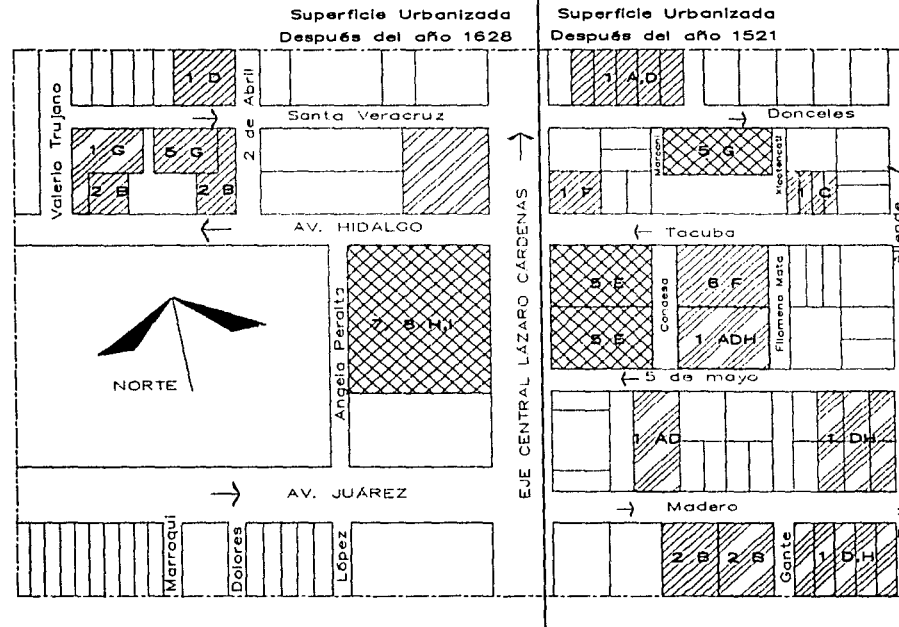 Superficie Urbanizada
Después del año 1628
Superficie Urbanizada
Después del año 1521
1 D
2 de Abril
1 A,D
Valerio Trujano
Santa Veracruz
Donceles
1 G
5 G
2 B
2 B
Marconi
5 G
Xicotencatl
1 F
1 C
Allende
AV. HIDALGO
Tacuba
EJE CENTRAL LÁZARO CÁRDENAS
NORTE
Angela Peralta
7, 8 H,I
5 E
Condesa
6 F
Filomeno Mata
5 E
1 ADH
5 de mayo
1 AD
1 DH
AV. JUÁREZ
Madero
Marroqui
Dolores
López
2 B
2 B
Gante
1 D,H